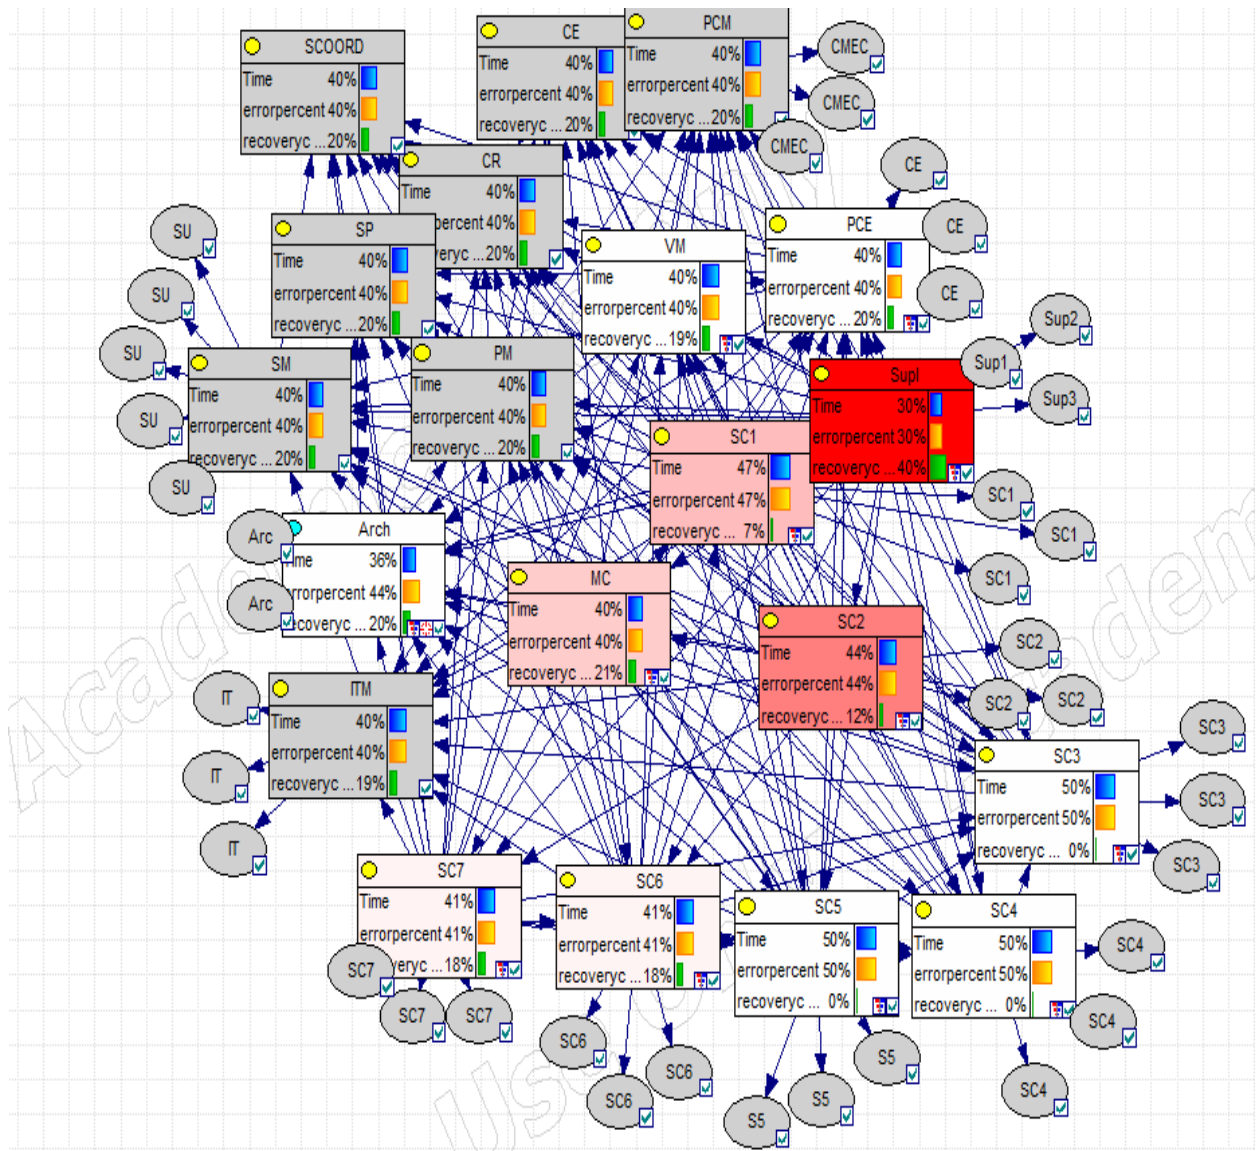 SCOORD
Time 40%
errorpercent 40%
recoveryc ... 20%
CE
Time 40%
errorpercent 40%
recoveryc ... 20%
PCM
Time 40%
errorpercent 40%
recoveryc ... 20%
CMEC
CMEC
CMEC
CR
Time 40%
percent 40%
eryc ... 20%
CE
CE
CE
SP
Time 40%
errorpercent 40%
recoveryc ... 20%
VM
Time 40%
errorpercent 40%
recoveryc ... 19%
PCE
Time 40%
errorpercent 40%
recoveryc ... 20%
SU
SU
SU
SU
SU
SM
Time 40%
errorpercent 40%
recoveryc ... 20%
PM
Time 40%
errorpercent 40%
recoveryc ... 20%
SupI
Time 30%
errorpercent 30%
recoveryc ... 40%
Sup1
Sup2
Sup3
SC1
Time 47%
errorpercent 47%
recoveryc ... 7%
SC1
SC1
SC1
Arc
Arc
Arch
ime 36%
rrorpercent 44%
ecoveryc ... 20%
MC
Time 40%
errorpercent 40%
recoveryc ... 21%
SC2
Time 44%
errorpercent 44%
recoveryc ... 12%
SC2
SC2
SC2
ITM
Time 40%
errorpercent 40%
recoveryc ... 19%
IT
IT
IT
SC3
Time 50%
errorpercent 50%
recoveryc ... 0%
SC3
SC3
SC3
SC7
Time 41%
errorpercent 41%
veryc ... 18%
SC7
SC7
SC7
SC6
Time 41%
errorpercent 41%
recoveryc ... 18%
SC6
SC6
SC6
SC5
Time 50%
errorpercent 50%
recoveryc ... 0%
S5
S5
S5
SC4
Time 50%
errorpercent 50%
recoveryc ... 0%
SC4
SC4
SC4